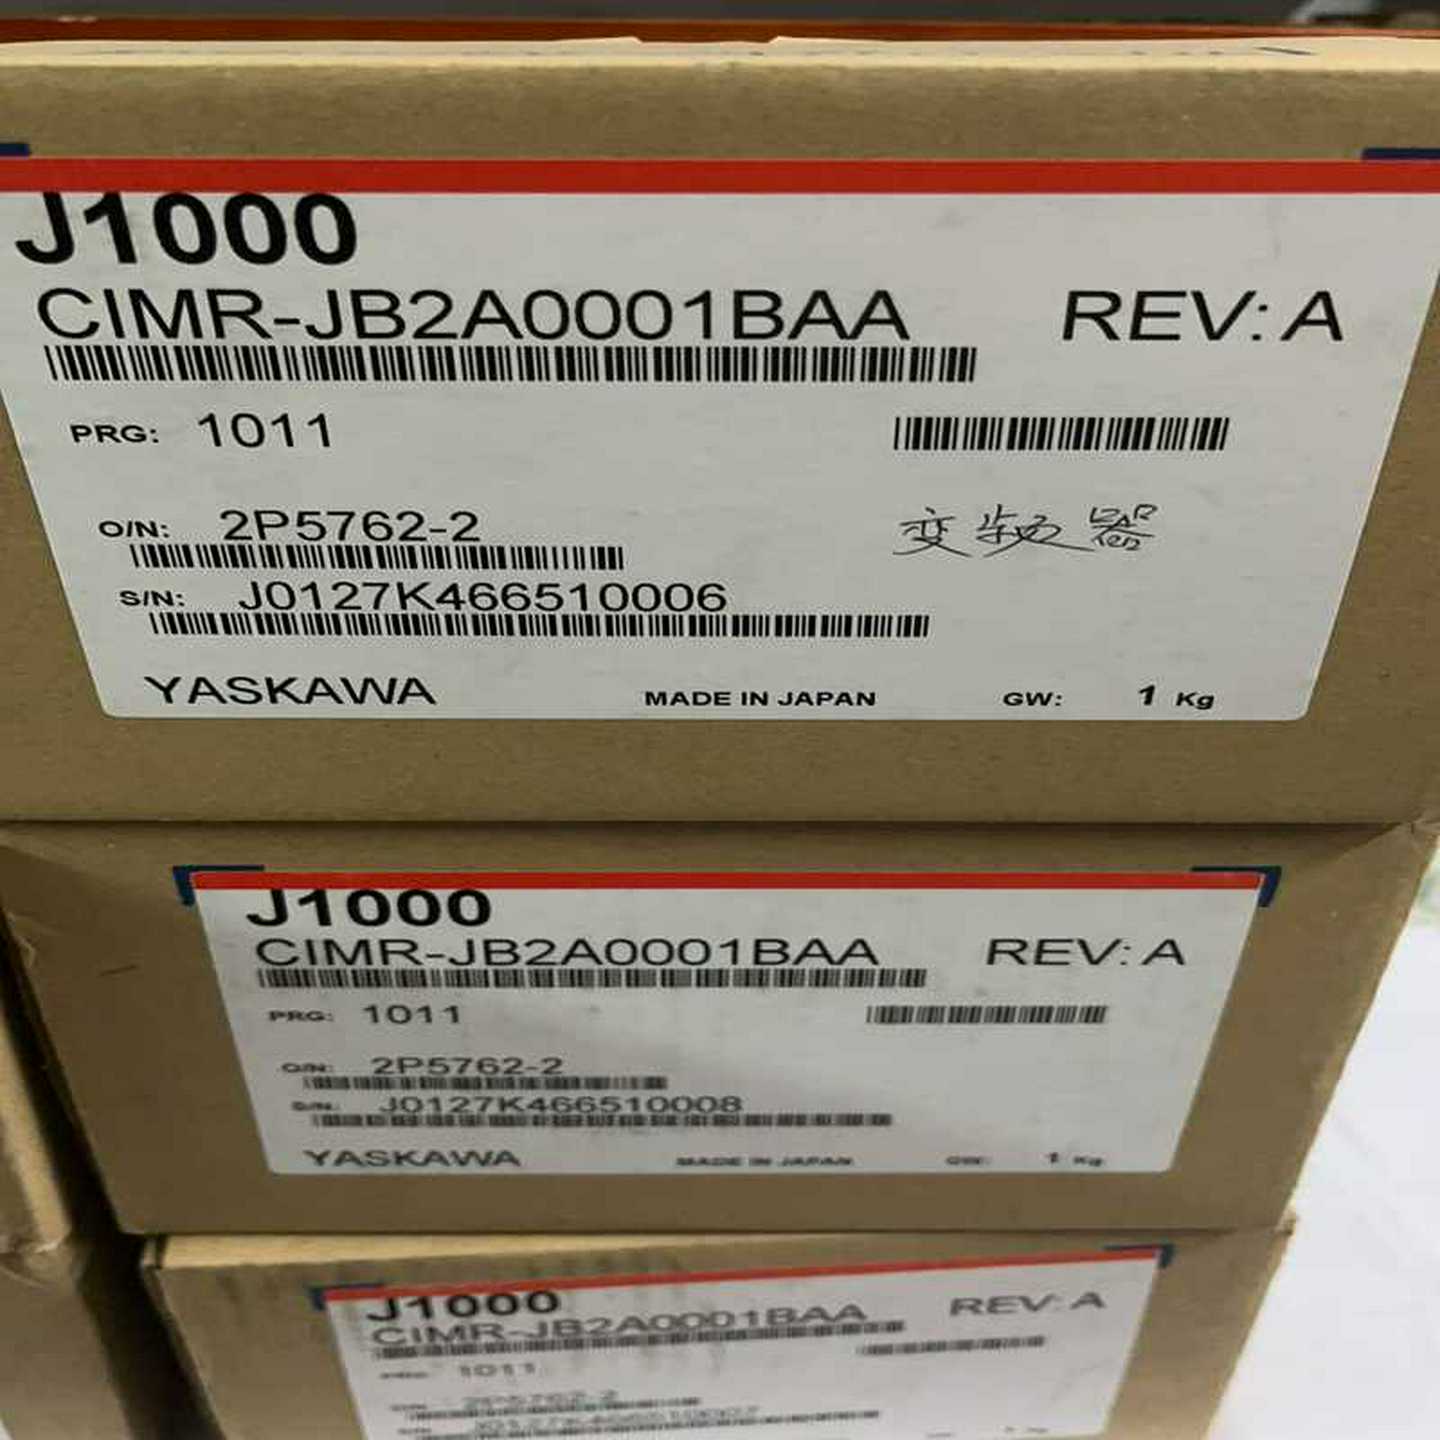 J1000
CIMR-JB2A0001BAA REV: A
PRG: 1011
O/N: 2P5762-2
变频器
S/N: J0127K466510006
YASKAWA MADE IN JAPAN GW: 1 Kg
J1000
CIMR-JB2A0001BAA REV: A
PRG: 1011
O/N: 2P5762-2
S/N: J0127K466510008
YASKAWA MADE IN JAPAN GW: 1 Kg
J1000
CIMR-JB2A0001BAA REV: A
1011
2P5762-2